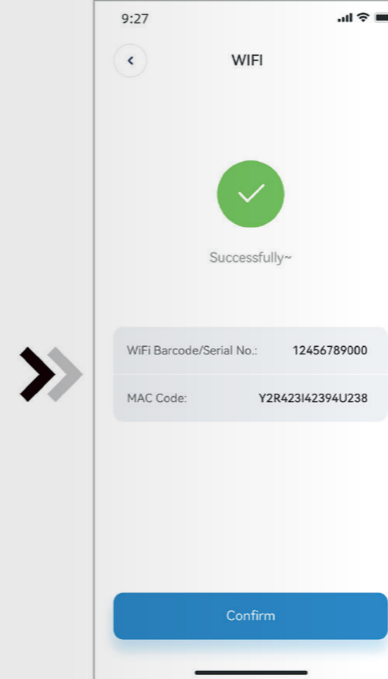 9:27
WIFI
Successfully~
WiFi Barcode/Serial No.: 12456789000
MAC Code: Y2R423I42394U238
Confirm